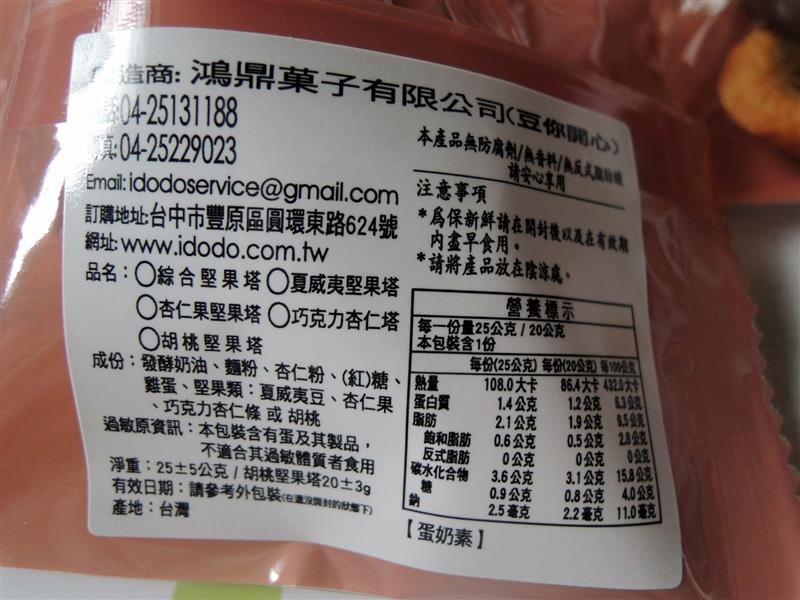 造商: 鴻鼎菓子有限公司(豆你開心)
04-25131188
真:04-25229023
Email:idodoservice@gmail.com
訂購地址:台中市豐原區圓環東路624號
網址:www.idodo.com.tw
品名:○綜合堅果塔○夏威夷堅果塔
○杏仁果堅果塔○巧克力杏仁塔
○胡桃堅果塔
成份:發酵奶油、麵粉、杏仁粉、(紅)糖、
雞蛋、堅果類:夏威夷豆、杏仁果
、巧克力杏仁條 或 胡桃
過敏原資訊:本包裝含有蛋及其製品,
不適合其過敏體質者食用
淨重:25±5公克 / 胡桃堅果塔20±3g
有效日期:請參考外包裝(在還沒開封的狀態下)
產地:台灣
本產品無防腐劑/無香料/無反式脂肪酸
請安心享用
注意事項
*為保新鮮請在開封後以及在有效期
內盡早食用。
*請將產品放在陰涼處。
營養標示
每一份量25公克 / 20公克
本包裝含1份
每份(25公克) 每份(20公克) 每100公克
熱量 108.0大卡 86.4大卡 432.0大卡
蛋白質 1.4公克 1.2公克 6.3公克
脂肪 2.1公克 1.9公克 9.5公克
飽和脂肪 0.6公克 0.5公克 2.8公克
反式脂肪 0公克 0公克 0公克
碳水化合物 3.6公克 3.1公克 15.8公克
糖 0.9公克 0.8公克 4.0公克
鈉 2.5毫克 2.2毫克 11.0毫克
【蛋奶素】